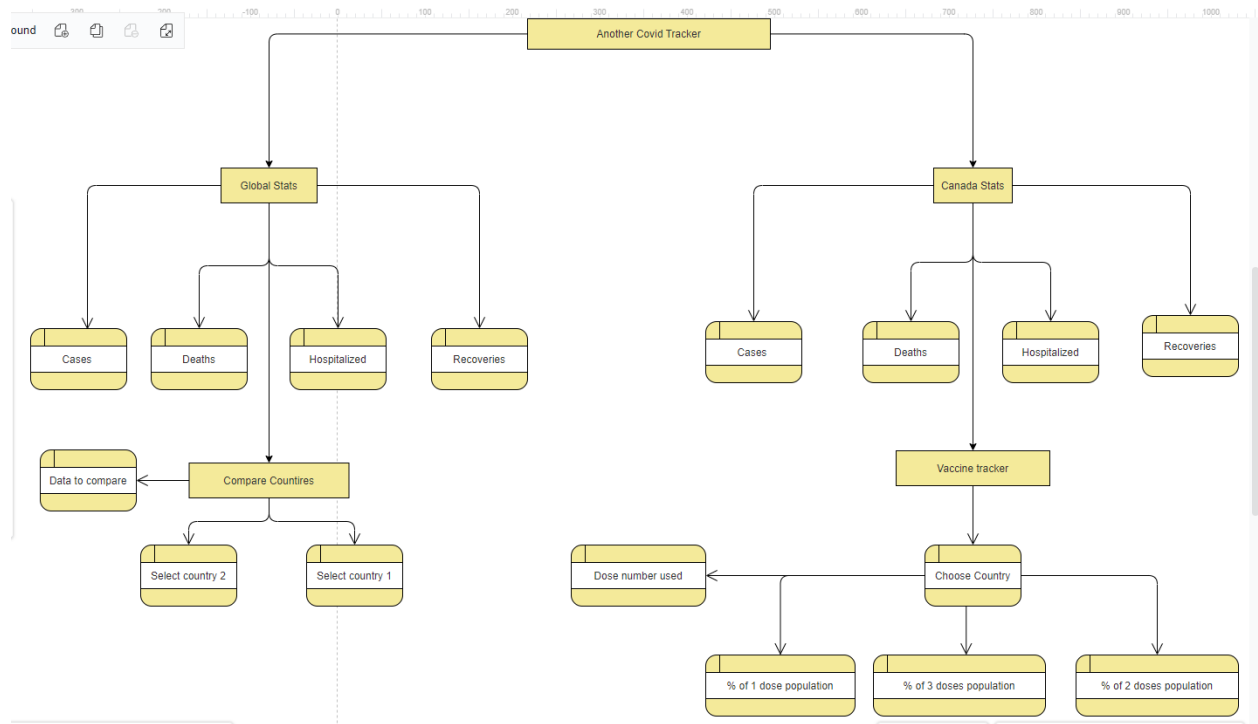 -100 0 100 200 300 400 500 600 700 800 900 1000
ound
Another Covid Tracker
Global Stats
Canada Stats
Cases
Deaths
Hospitalized
Recoveries
Cases
Deaths
Hospitalized
Recoveries
Data to compare
Compare Countires
Vaccine tracker
Select country 2
Select country 1
Dose number used
Choose Country
% of 1 dose population
% of 3 doses population
% of 2 doses population